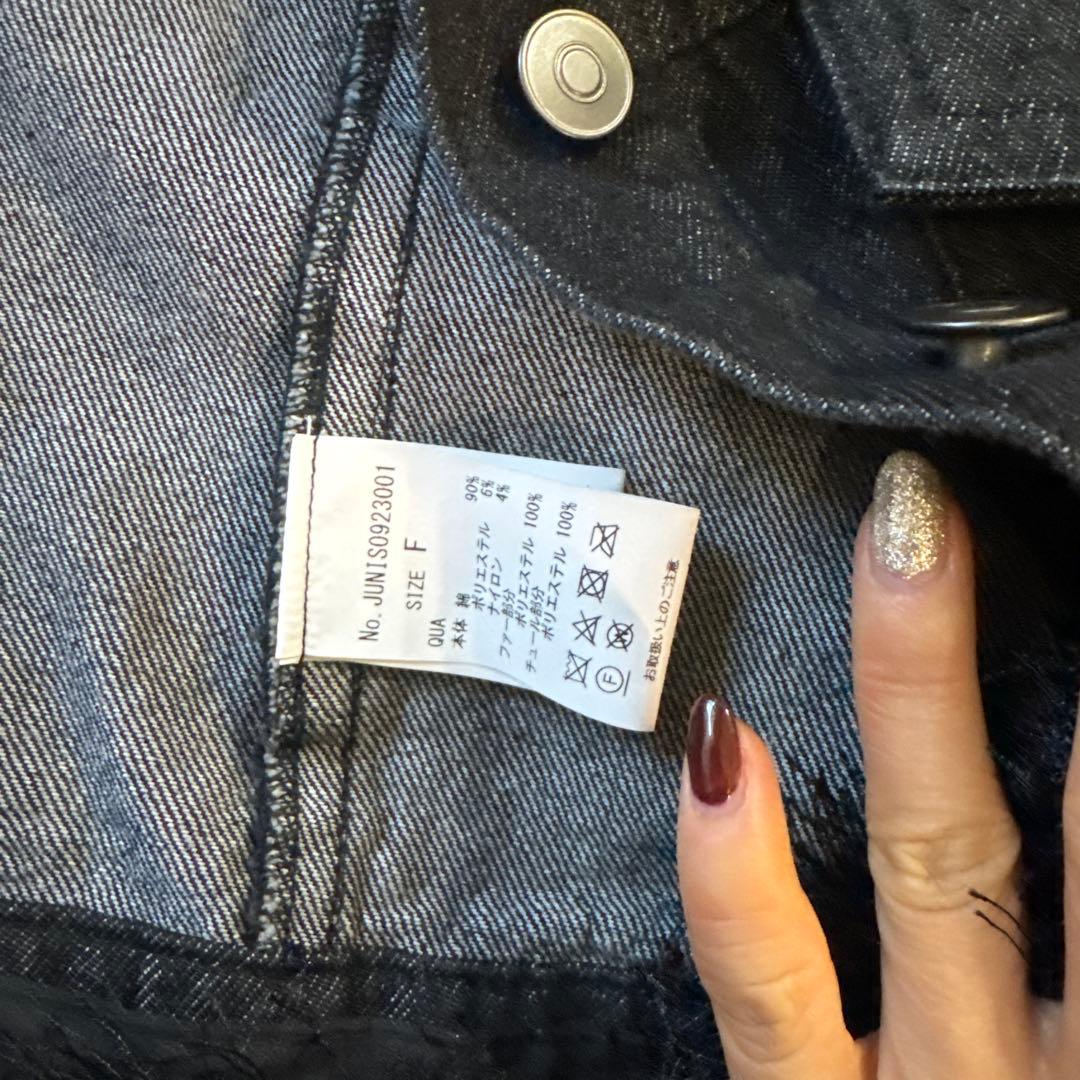 No. JUNIS0923001
SIZE F
QUA
本体 綿 90%
ポリエステル 6%
ナイロン 4%
ファー部分
ポリエステル 100%
チュール部分
ポリエステル 100%
F
お取扱い上のご注意